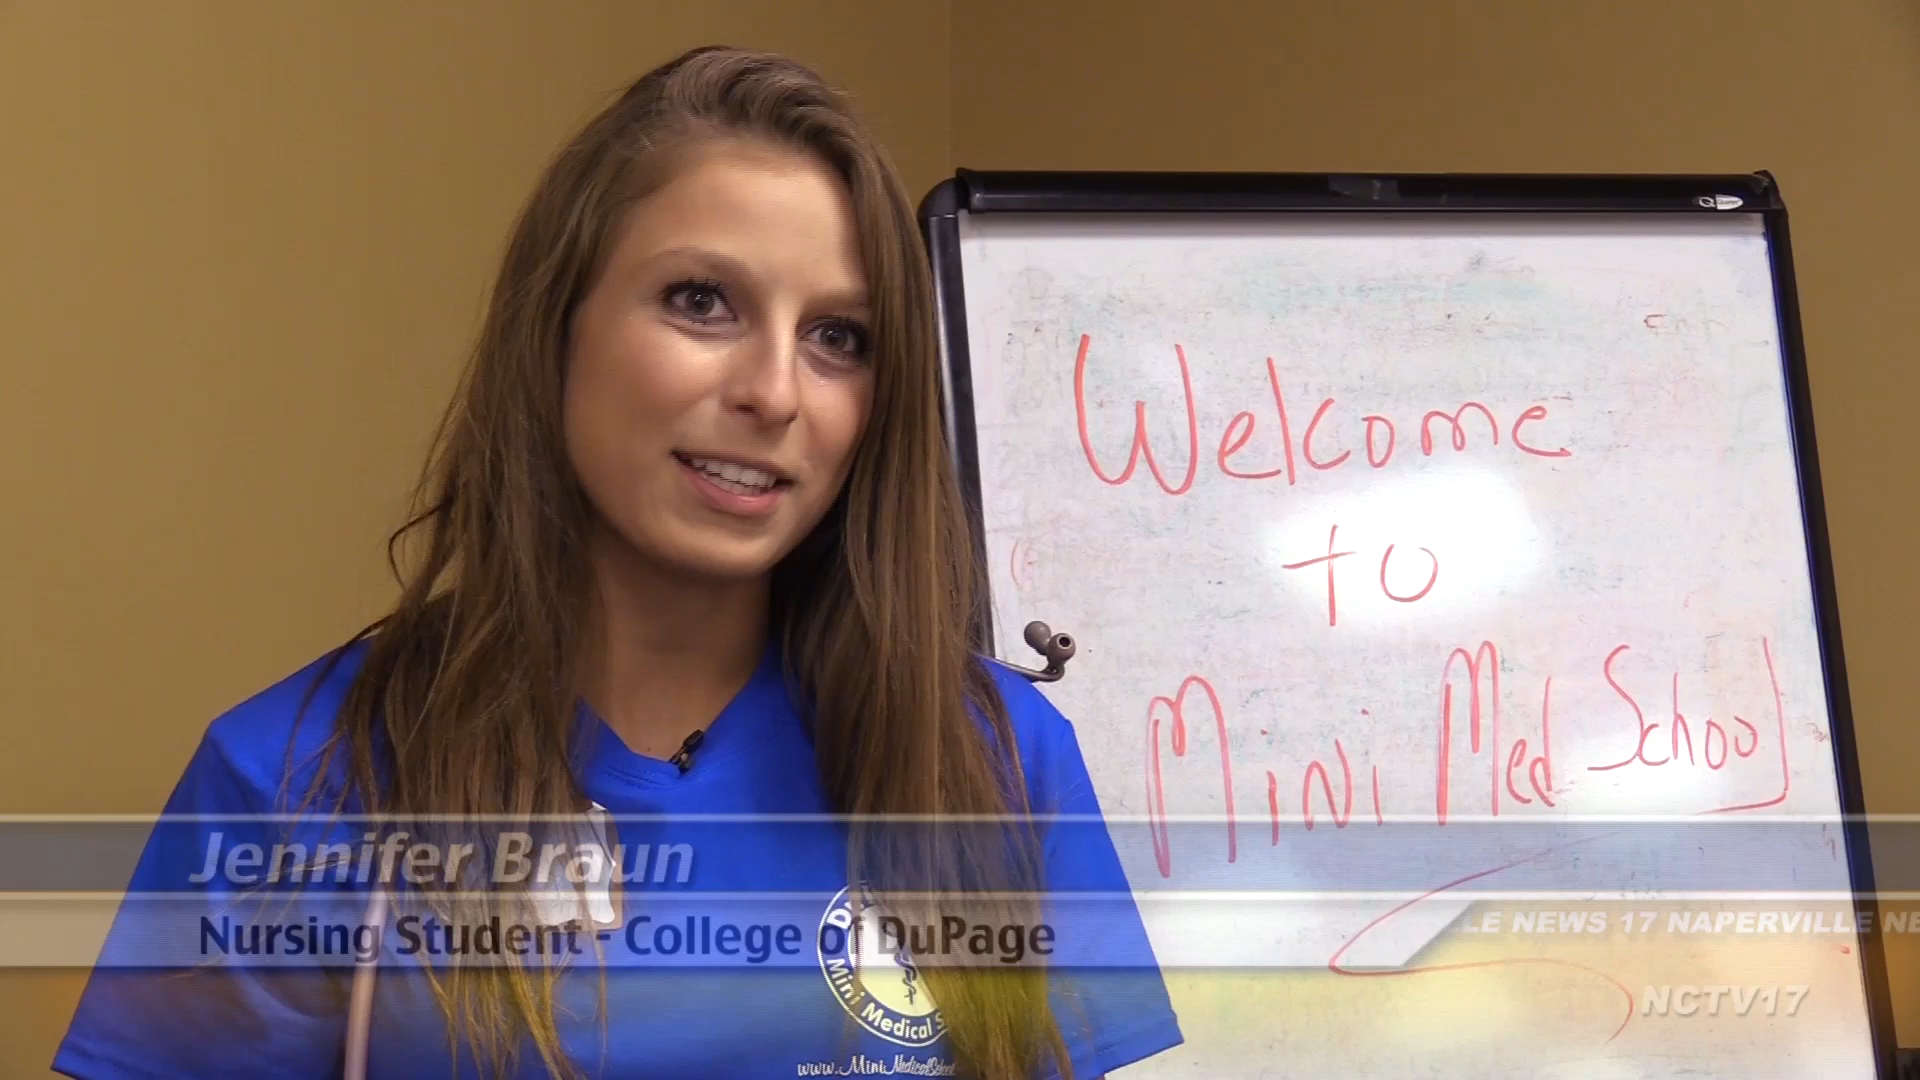 Q Quartet
Welcome
to
Mini Med School
Jennifer Braun
Nursing Student - College of DuPage
LE NEWS 17 NAPERVILLE NE
Mini Medical S
www.MiniMedicalSchool.
NCTV17